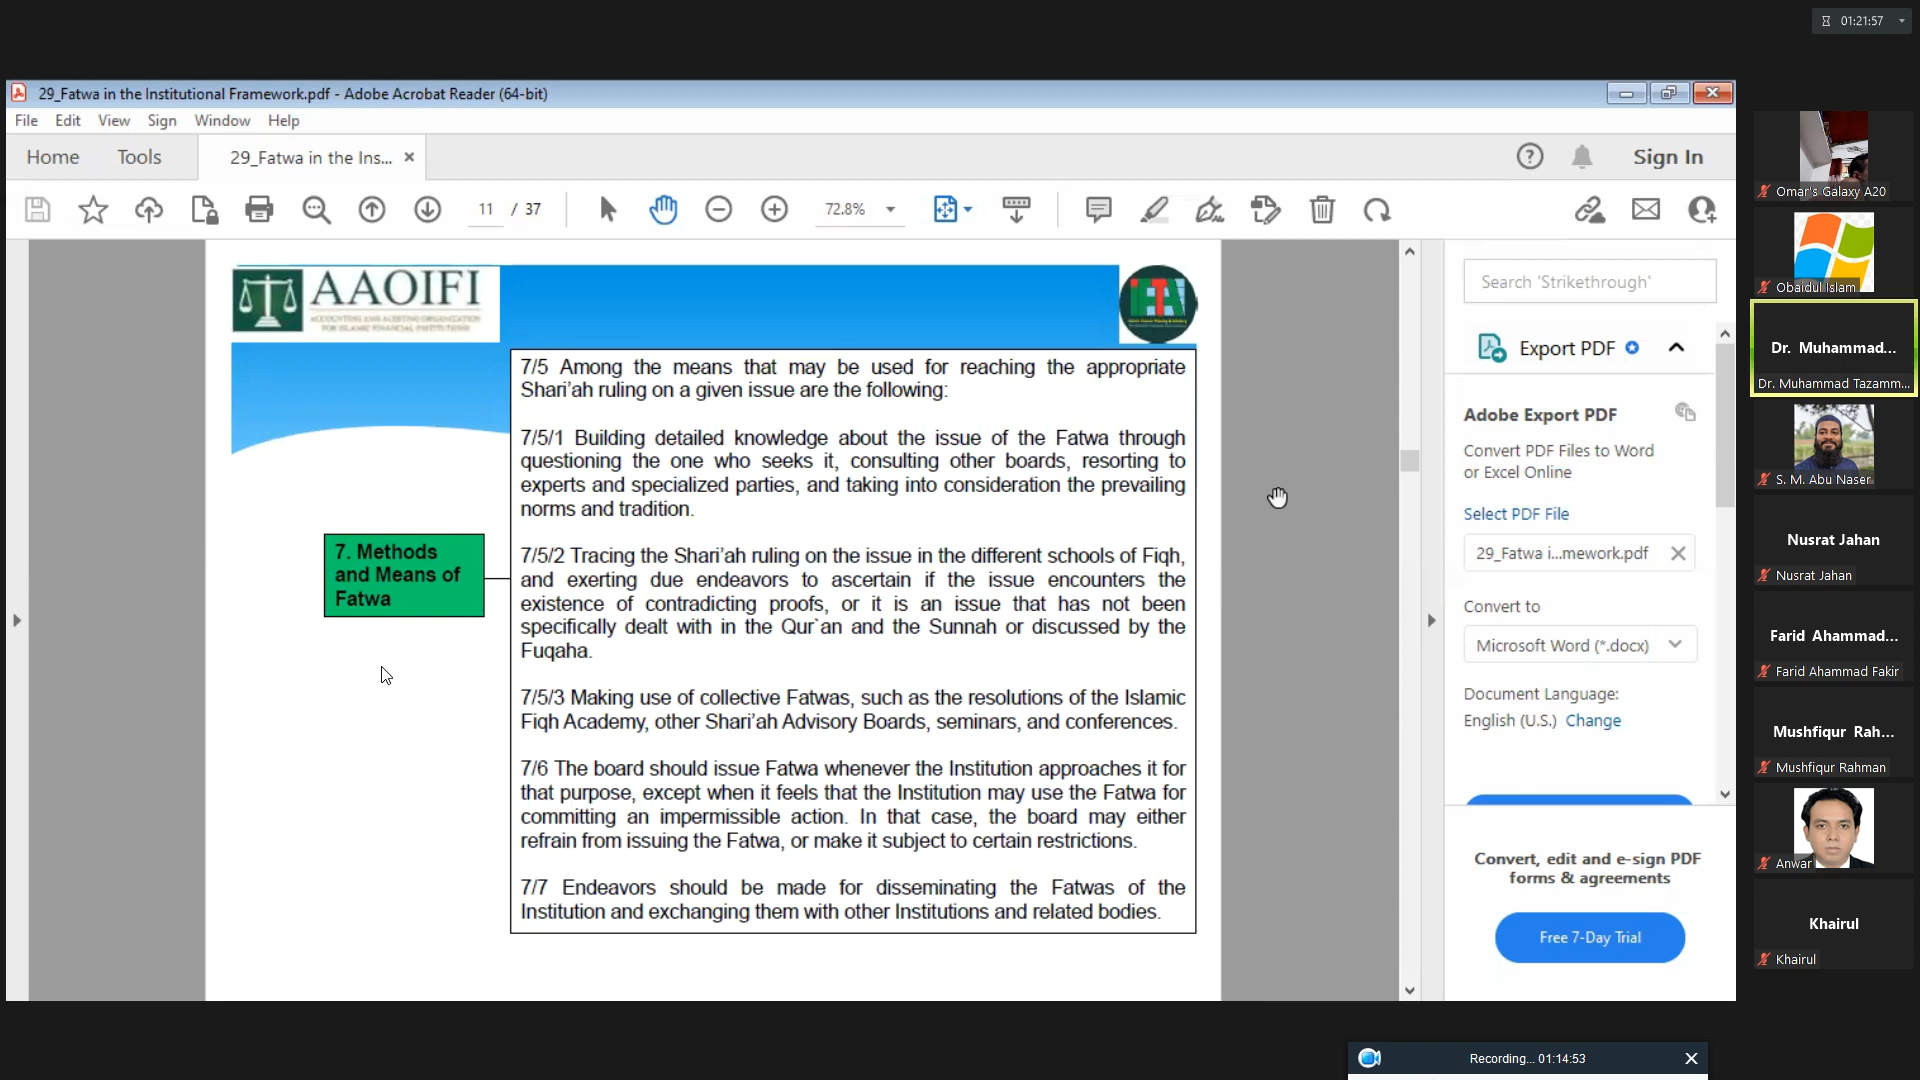 01:21:57
29_Fatwa in the Institutional Framework.pdf - Adobe Acrobat Reader (64-bit)
File Edit View Sign Window Help
Home Tools 29_Fatwa in the Ins... Sign In
11 / 37 72.8%
AAOIFI
ACCOUNTING AND AUDITING ORGANIZATION
FOR ISLAMIC FINANCIAL INSTITUTIONS
7. Methods
and Means of
Fatwa
7/5 Among the means that may be used for reaching the appropriate
Shari'ah ruling on a given issue are the following:
7/5/1 Building detailed knowledge about the issue of the Fatwa through
questioning the one who seeks it, consulting other boards, resorting to
experts and specialized parties, and taking into consideration the prevailing
norms and tradition.
7/5/2 Tracing the Shari'ah ruling on the issue in the different schools of Fiqh,
and exerting due endeavors to ascertain if the issue encounters the
existence of contradicting proofs, or it is an issue that has not been
specifically dealt with in the Qur`an and the Sunnah or discussed by the
Fuqaha.
7/5/3 Making use of collective Fatwas, such as the resolutions of the Islamic
Fiqh Academy, other Shari'ah Advisory Boards, seminars, and conferences.
7/6 The board should issue Fatwa whenever the Institution approaches it for
that purpose, except when it feels that the Institution may use the Fatwa for
committing an impermissible action. In that case, the board may either
refrain from issuing the Fatwa, or make it subject to certain restrictions.
7/7 Endeavors should be made for disseminating the Fatwas of the
Institution and exchanging them with other Institutions and related bodies.
Search 'Strikethrough'
Export PDF
Adobe Export PDF
Convert PDF Files to Word
or Excel Online
Select PDF File
29_Fatwa i...mework.pdf
Convert to
Microsoft Word (*.docx)
Document Language:
English (U.S.) Change
Convert, edit and e-sign PDF
forms & agreements
Free 7-Day Trial
Omar's Galaxy A20
Obaidul Islam
Dr. Muhammad...
Dr. Muhammad Tazamm...
S. M. Abu Naser
Nusrat Jahan
Nusrat Jahan
Farid Ahammad...
Farid Ahammad Fakir
Mushfiqur Rah...
Mushfiqur Rahman
Anwar
Khairul
Khairul
Recording... 01:14:53